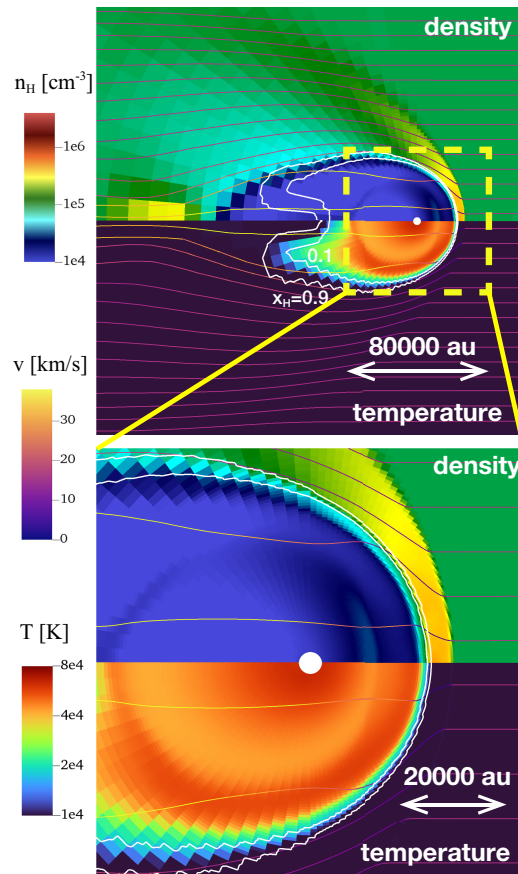 density
n_H [cm⁻³]
1e6
1e5
1e4
0.1
x_H=0.9
80000 au
temperature
v [km/s]
30
20
10
0
density
T [K]
8e4
4e4
2e4
1e4
20000 au
temperature